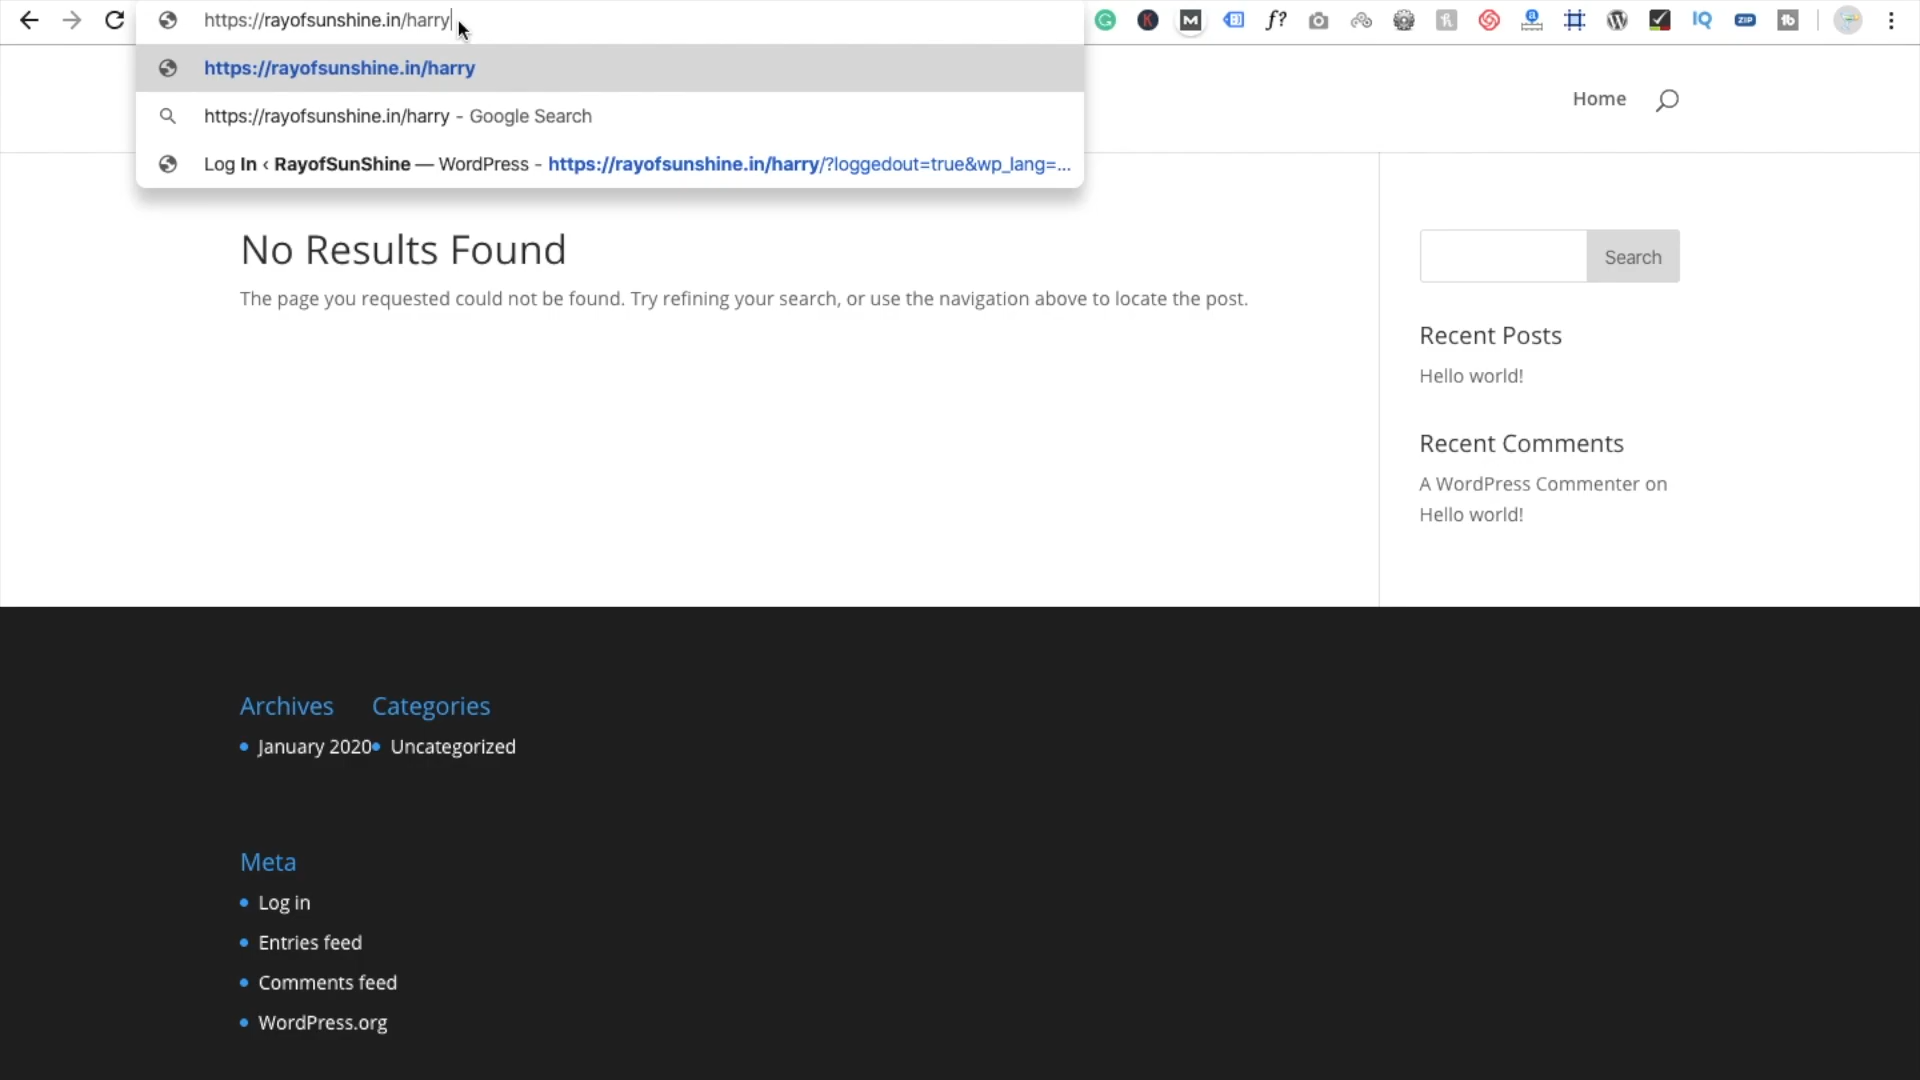 https://rayofsunshine.in/harry
https://rayofsunshine.in/harry
https://rayofsunshine.in/harry - Google Search
Log In ‹ RayofSunShine — WordPress - https://rayofsunshine.in/harry/?loggedout=true&wp_lang=...
f?
IQ
ZIP
Home
No Results Found
The page you requested could not be found. Try refining your search, or use the navigation above to locate the post.
Search
Recent Posts
Hello world!
Recent Comments
A WordPress Commenter on
Hello world!
Archives
January 2020
Categories
Uncategorized
Meta
Log in
Entries feed
Comments feed
WordPress.org